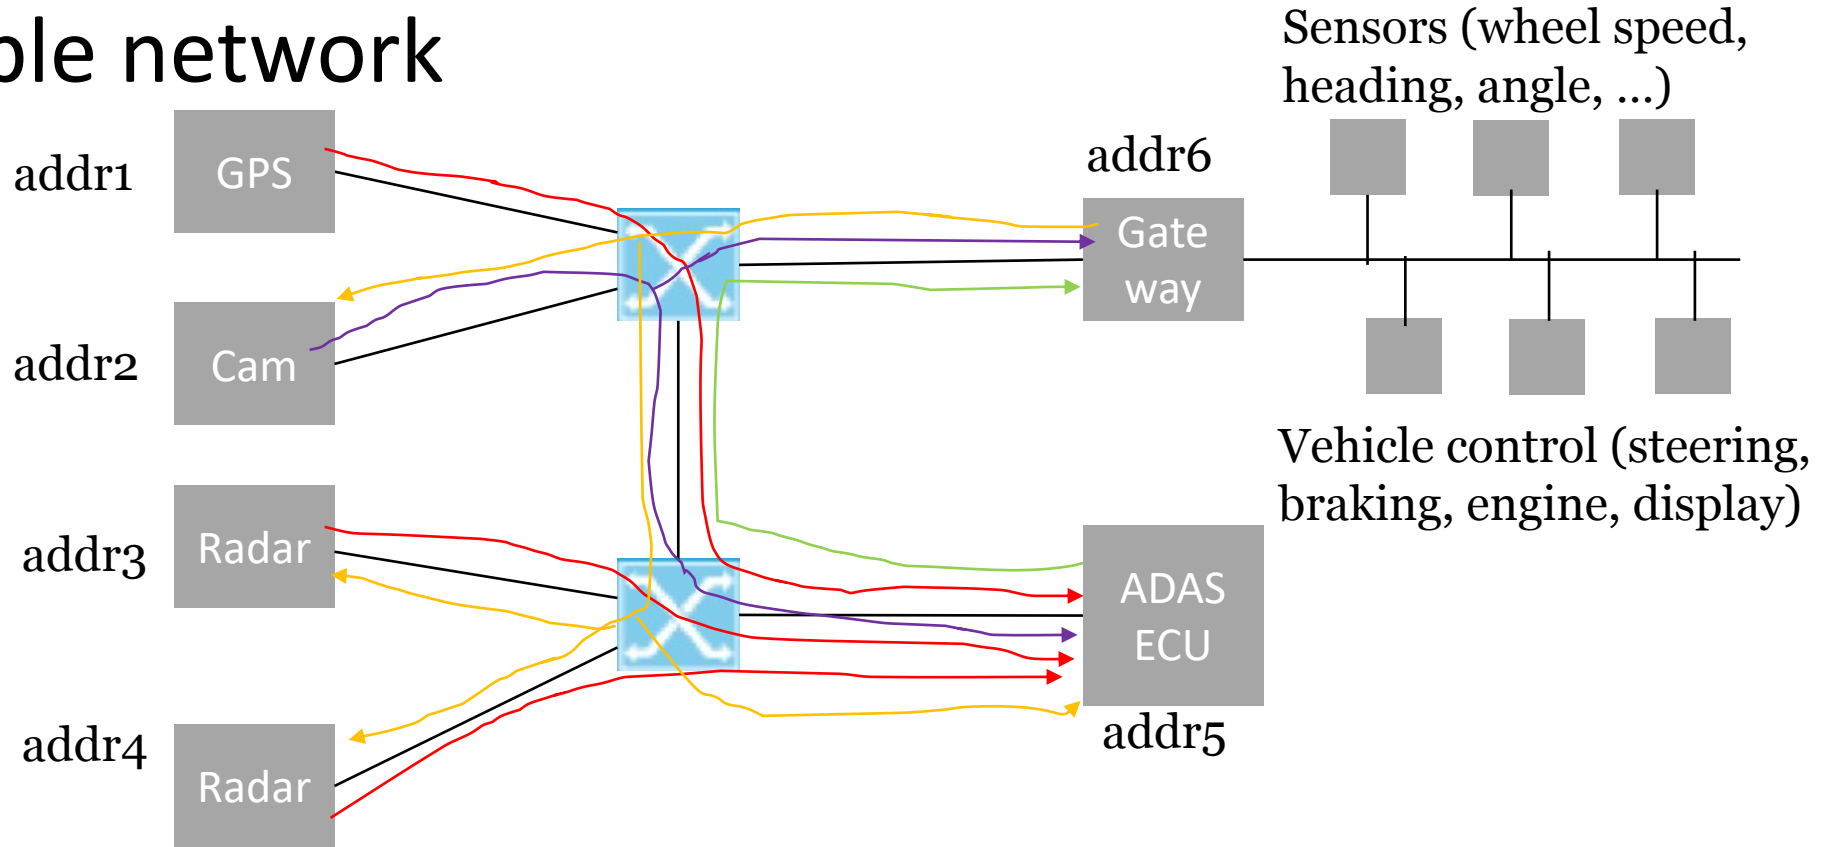 ple network
Sensors (wheel speed,
heading, angle, ...)
addr1
GPS
addr6
Gate
way
addr2
Cam
Vehicle control (steering,
braking, engine, display)
addr3
Radar
ADAS
ECU
addr5
addr4
Radar